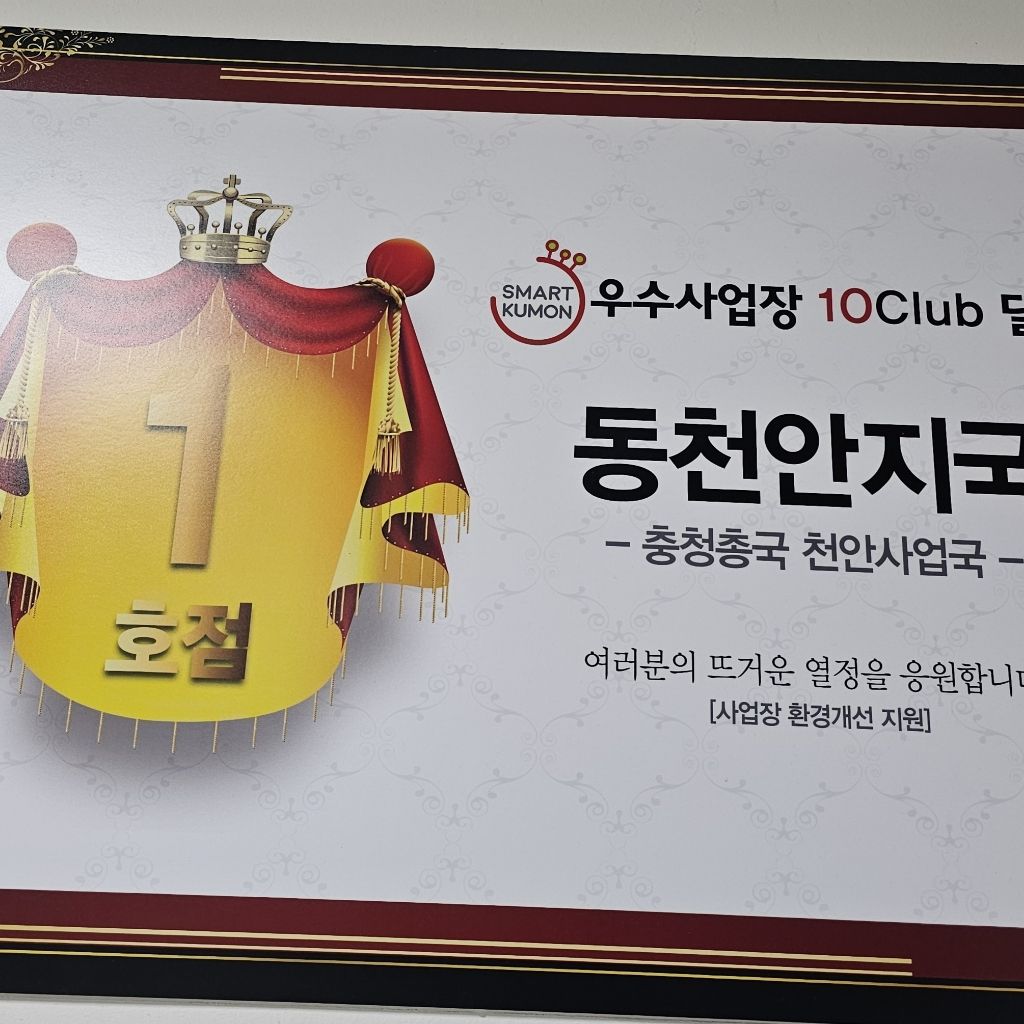 SMART
KUMON
우수사업장 10Club
동천안지국
- 충청총국 천안사업국 -
여러분의 뜨거운 열정을 응원합니다
[사업장 환경개선 지원]
1
호점